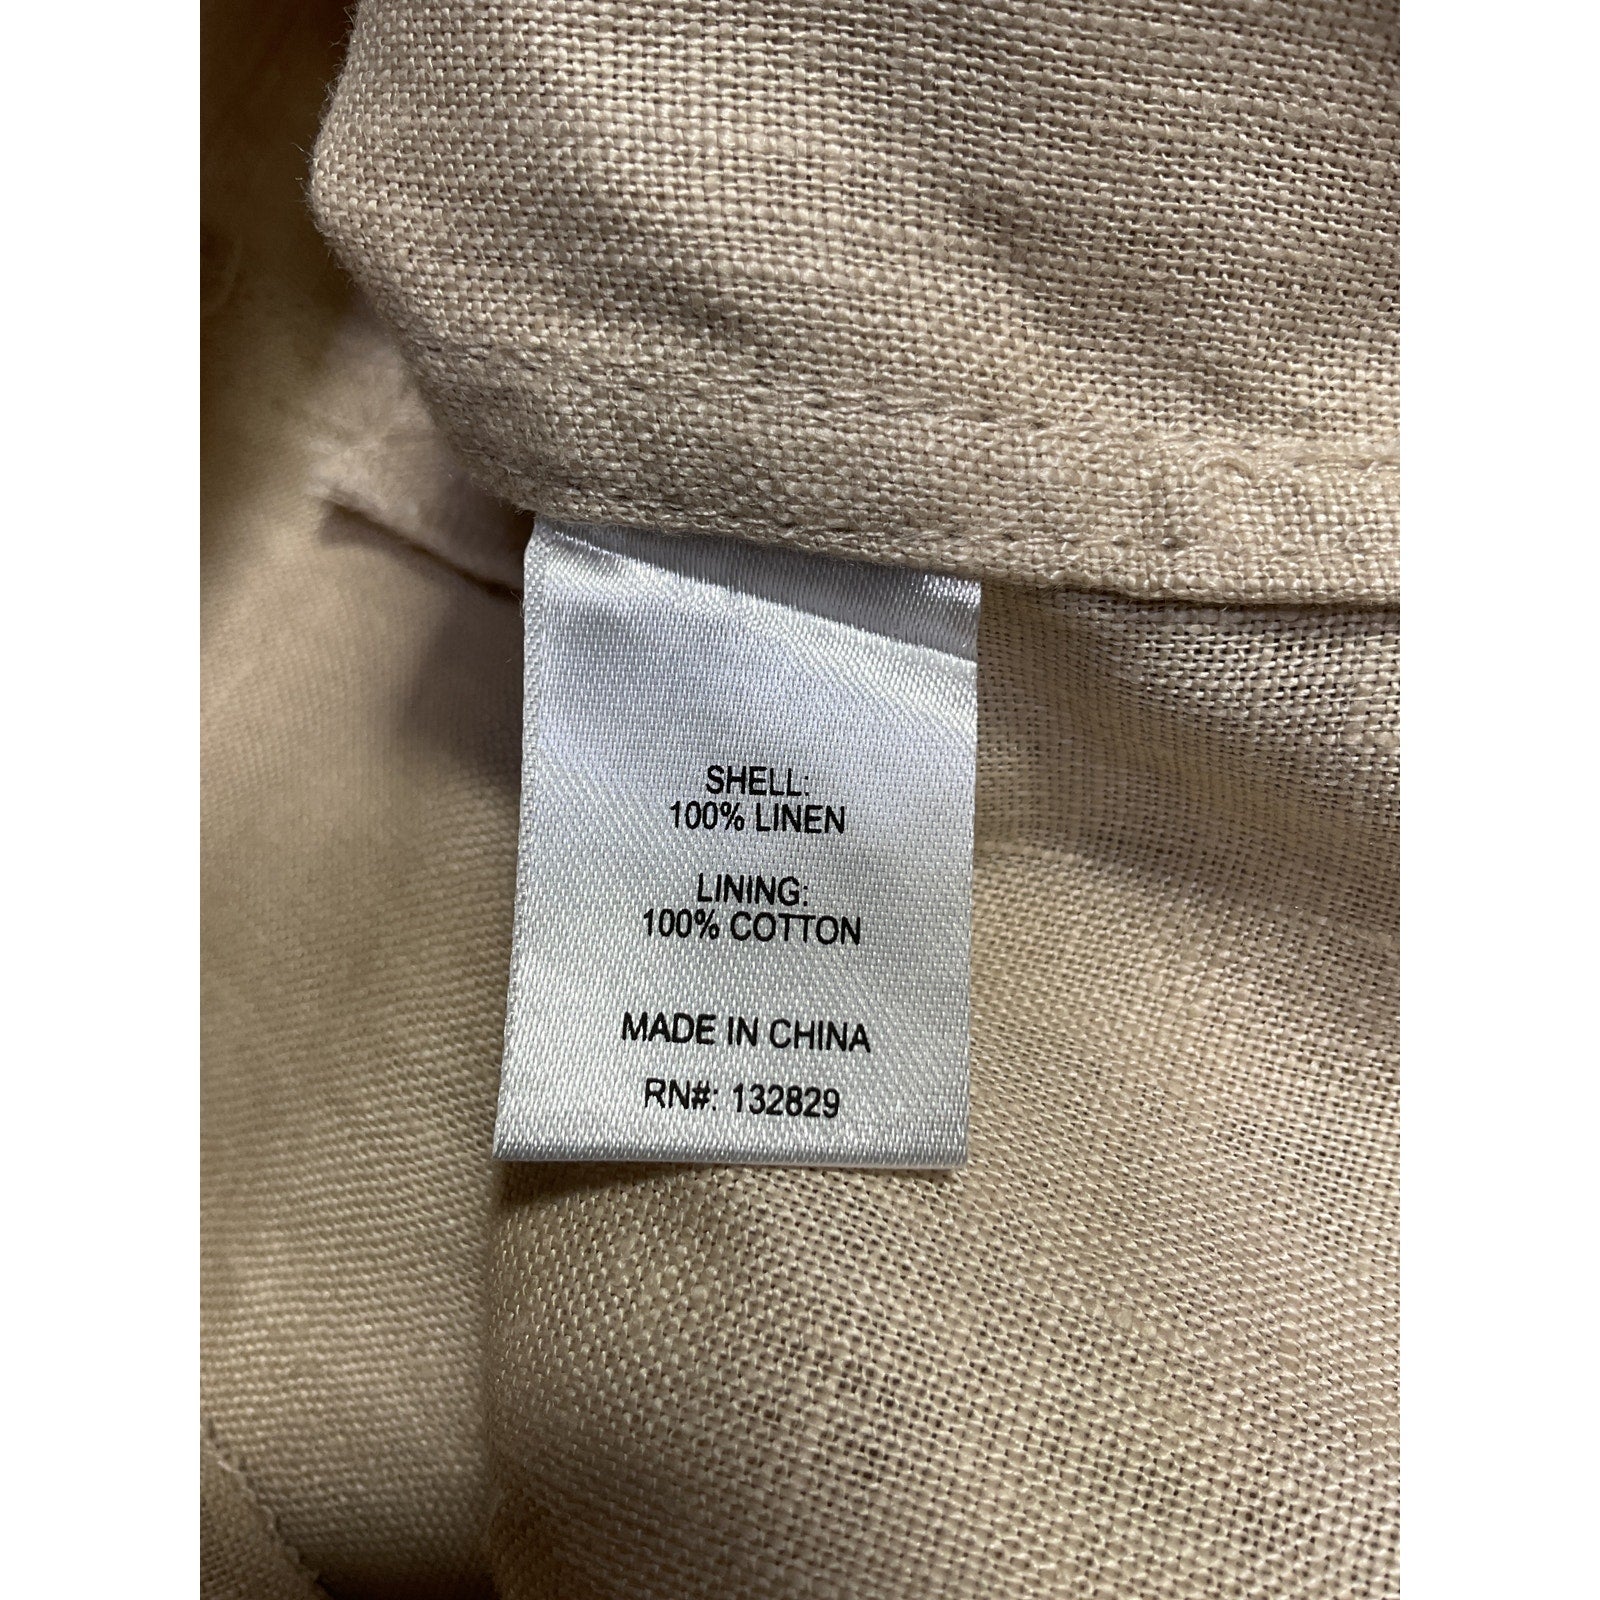 SHELL:
100% LINEN
LINING:
100% COTTON
MADE IN CHINA
RN#: 132829